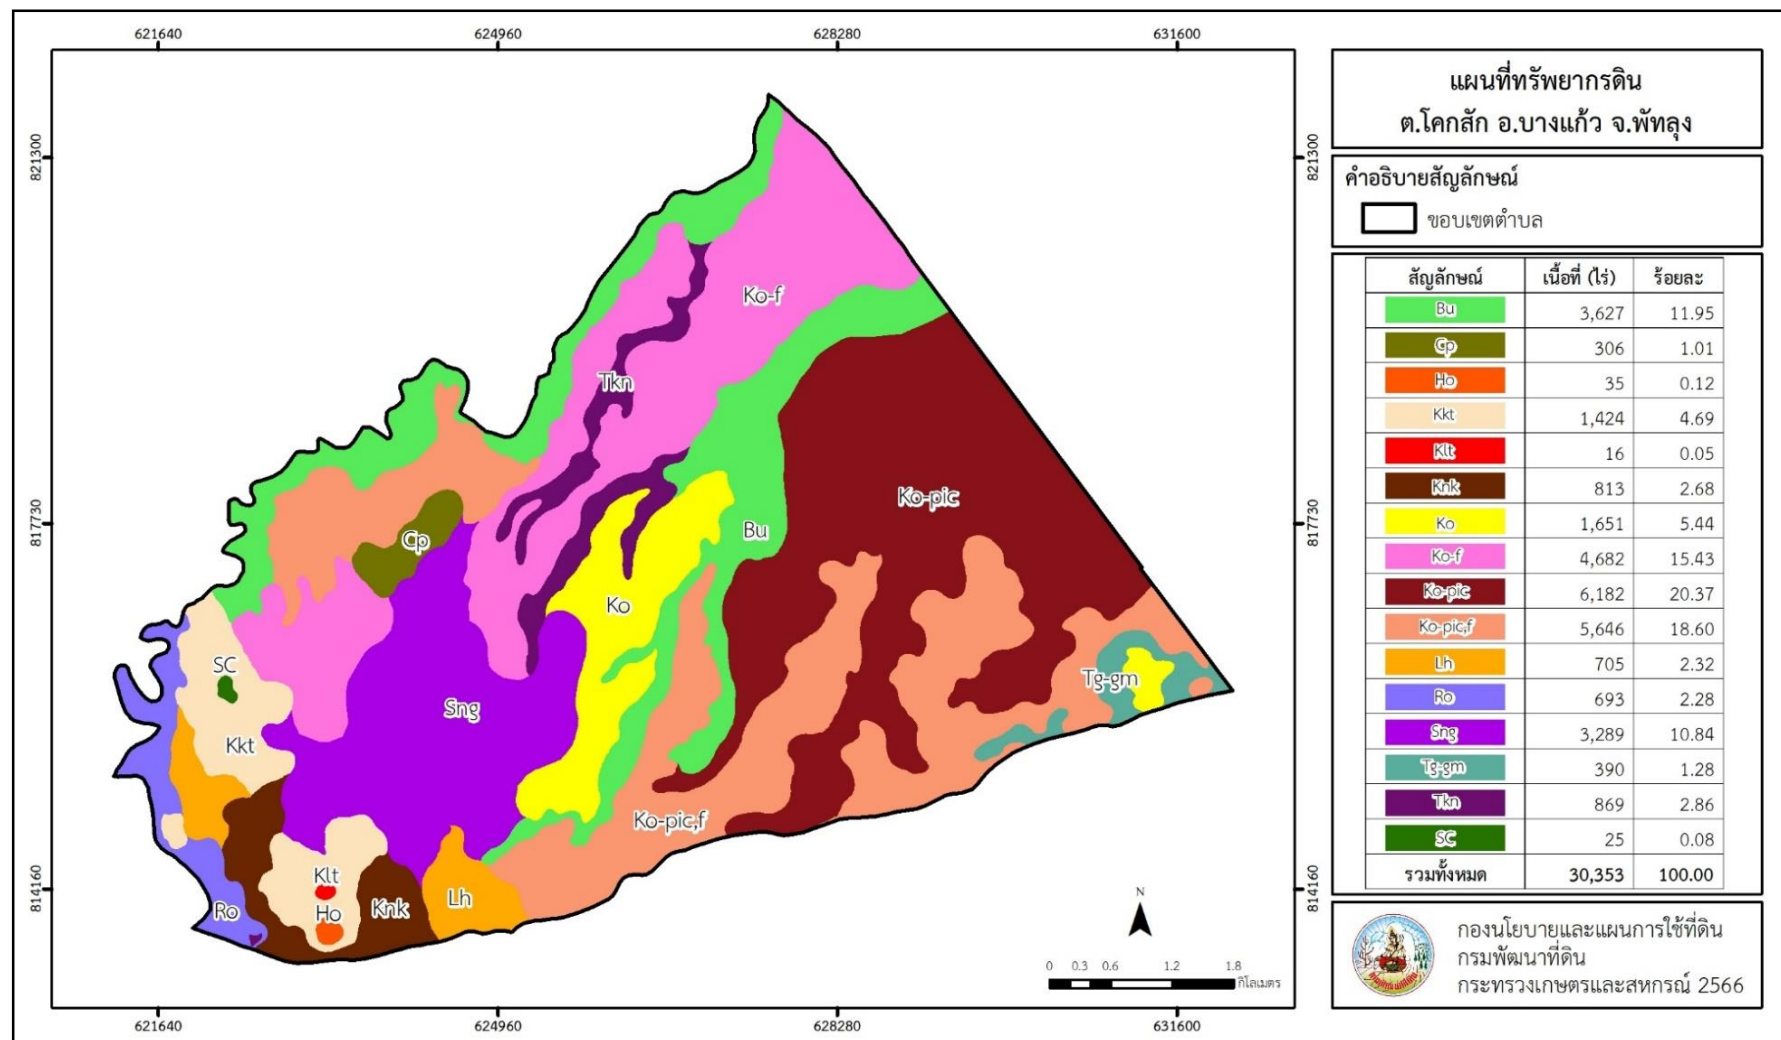 621640 624960 628280 631600
821300 821300
817730 817730
814160 814160
Ko-f
Tkn
Ko-pic
Bu
Cp
Ko
SC
Tg-gm
Sng
Kkt
Ko-pic,f
Klt
Lh
Ro Ho Knk
N
0 0.3 0.6 1.2 1.8
กิโลเมตร
621640 624960 628280 631600
แผนที่ทรัพยากรดิน
ต.โคกสัก อ.บางแก้ว จ.พัทลุง
คำอธิบายสัญลักษณ์
ขอบเขตตำบล
สัญลักษณ์ เนื้อที่ (ไร่) ร้อยละ
Bu 3,627 11.95
Cp 306 1.01
Ho 35 0.12
Kkt 1,424 4.69
Klt 16 0.05
Knk 813 2.68
Ko 1,651 5.44
Ko-f 4,682 15.43
Ko-pic 6,182 20.37
Ko-pic,f 5,646 18.60
Lh 705 2.32
Ro 693 2.28
Sng 3,289 10.84
Tg-gm 390 1.28
Tkn 869 2.86
SC 25 0.08
รวมทั้งหมด 30,353 100.00
กองนโยบายและแผนการใช้ที่ดิน
กรมพัฒนาที่ดิน
กระทรวงเกษตรและสหกรณ์ 2566